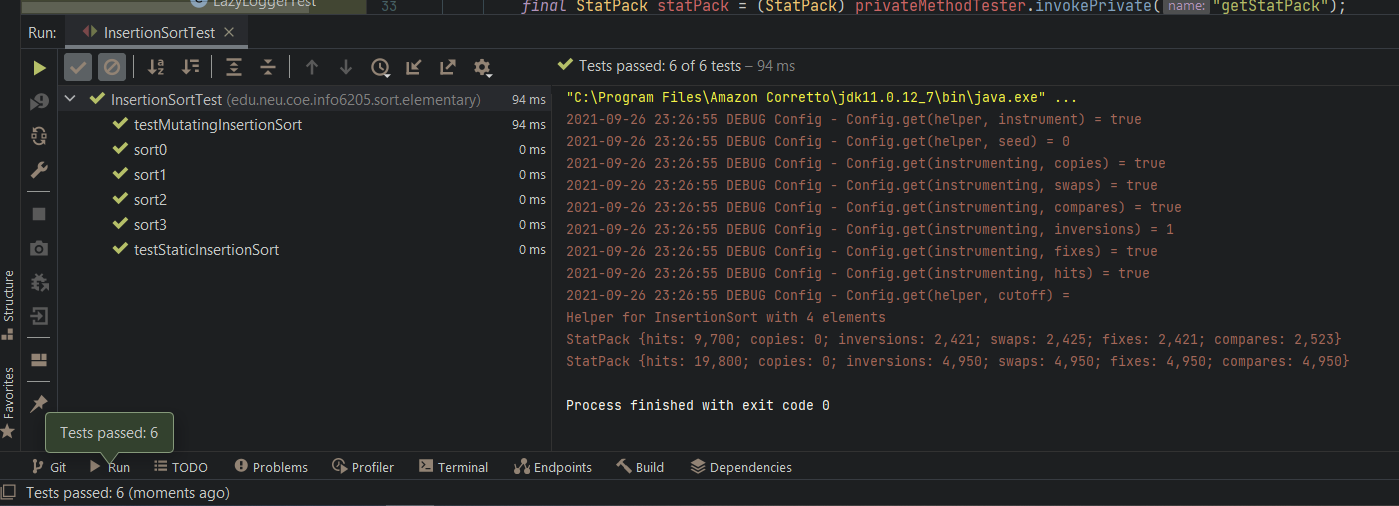 LazyLoggerTest
33 final StatPack statPack = (StatPack) privateMethodTester.invokePrivate( name: "getStatPack");
Run: InsertionSortTest
Tests passed: 6 of 6 tests – 94 ms
InsertionSortTest (edu.neu.coe.info6205.sort.elementary) 94 ms
testMutatingInsertionSort 94 ms
sort0 0 ms
sort1 0 ms
sort2 0 ms
sort3 0 ms
testStaticInsertionSort 0 ms
"C:\Program Files\Amazon Corretto\jdk11.0.12_7\bin\java.exe" ...
2021-09-26 23:26:55 DEBUG Config - Config.get(helper, instrument) = true
2021-09-26 23:26:55 DEBUG Config - Config.get(helper, seed) = 0
2021-09-26 23:26:55 DEBUG Config - Config.get(instrumenting, copies) = true
2021-09-26 23:26:55 DEBUG Config - Config.get(instrumenting, swaps) = true
2021-09-26 23:26:55 DEBUG Config - Config.get(instrumenting, compares) = true
2021-09-26 23:26:55 DEBUG Config - Config.get(instrumenting, inversions) = 1
2021-09-26 23:26:55 DEBUG Config - Config.get(instrumenting, fixes) = true
2021-09-26 23:26:55 DEBUG Config - Config.get(instrumenting, hits) = true
2021-09-26 23:26:55 DEBUG Config - Config.get(helper, cutoff) =
Helper for InsertionSort with 4 elements
StatPack {hits: 9,700; copies: 0; inversions: 2,421; swaps: 2,425; fixes: 2,421; compares: 2,523}
StatPack {hits: 19,800; copies: 0; inversions: 4,950; swaps: 4,950; fixes: 4,950; compares: 4,950}
Process finished with exit code 0
Structure
Favorites
Tests passed: 6
Git Run TODO Problems Profiler Terminal Endpoints Build Dependencies
Tests passed: 6 (moments ago)